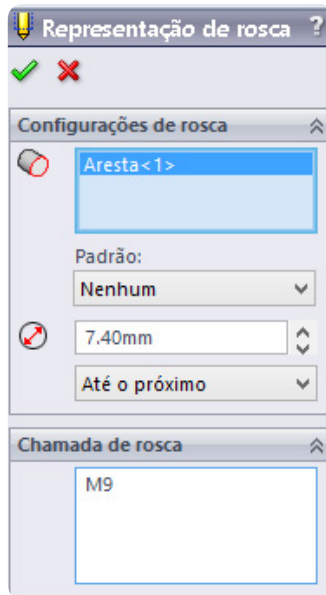 Representação de rosca ?
Configurações de rosca
Aresta<1>
Padrão:
Nenhum
7.40mm
Até o próximo
Chamada de rosca
M9